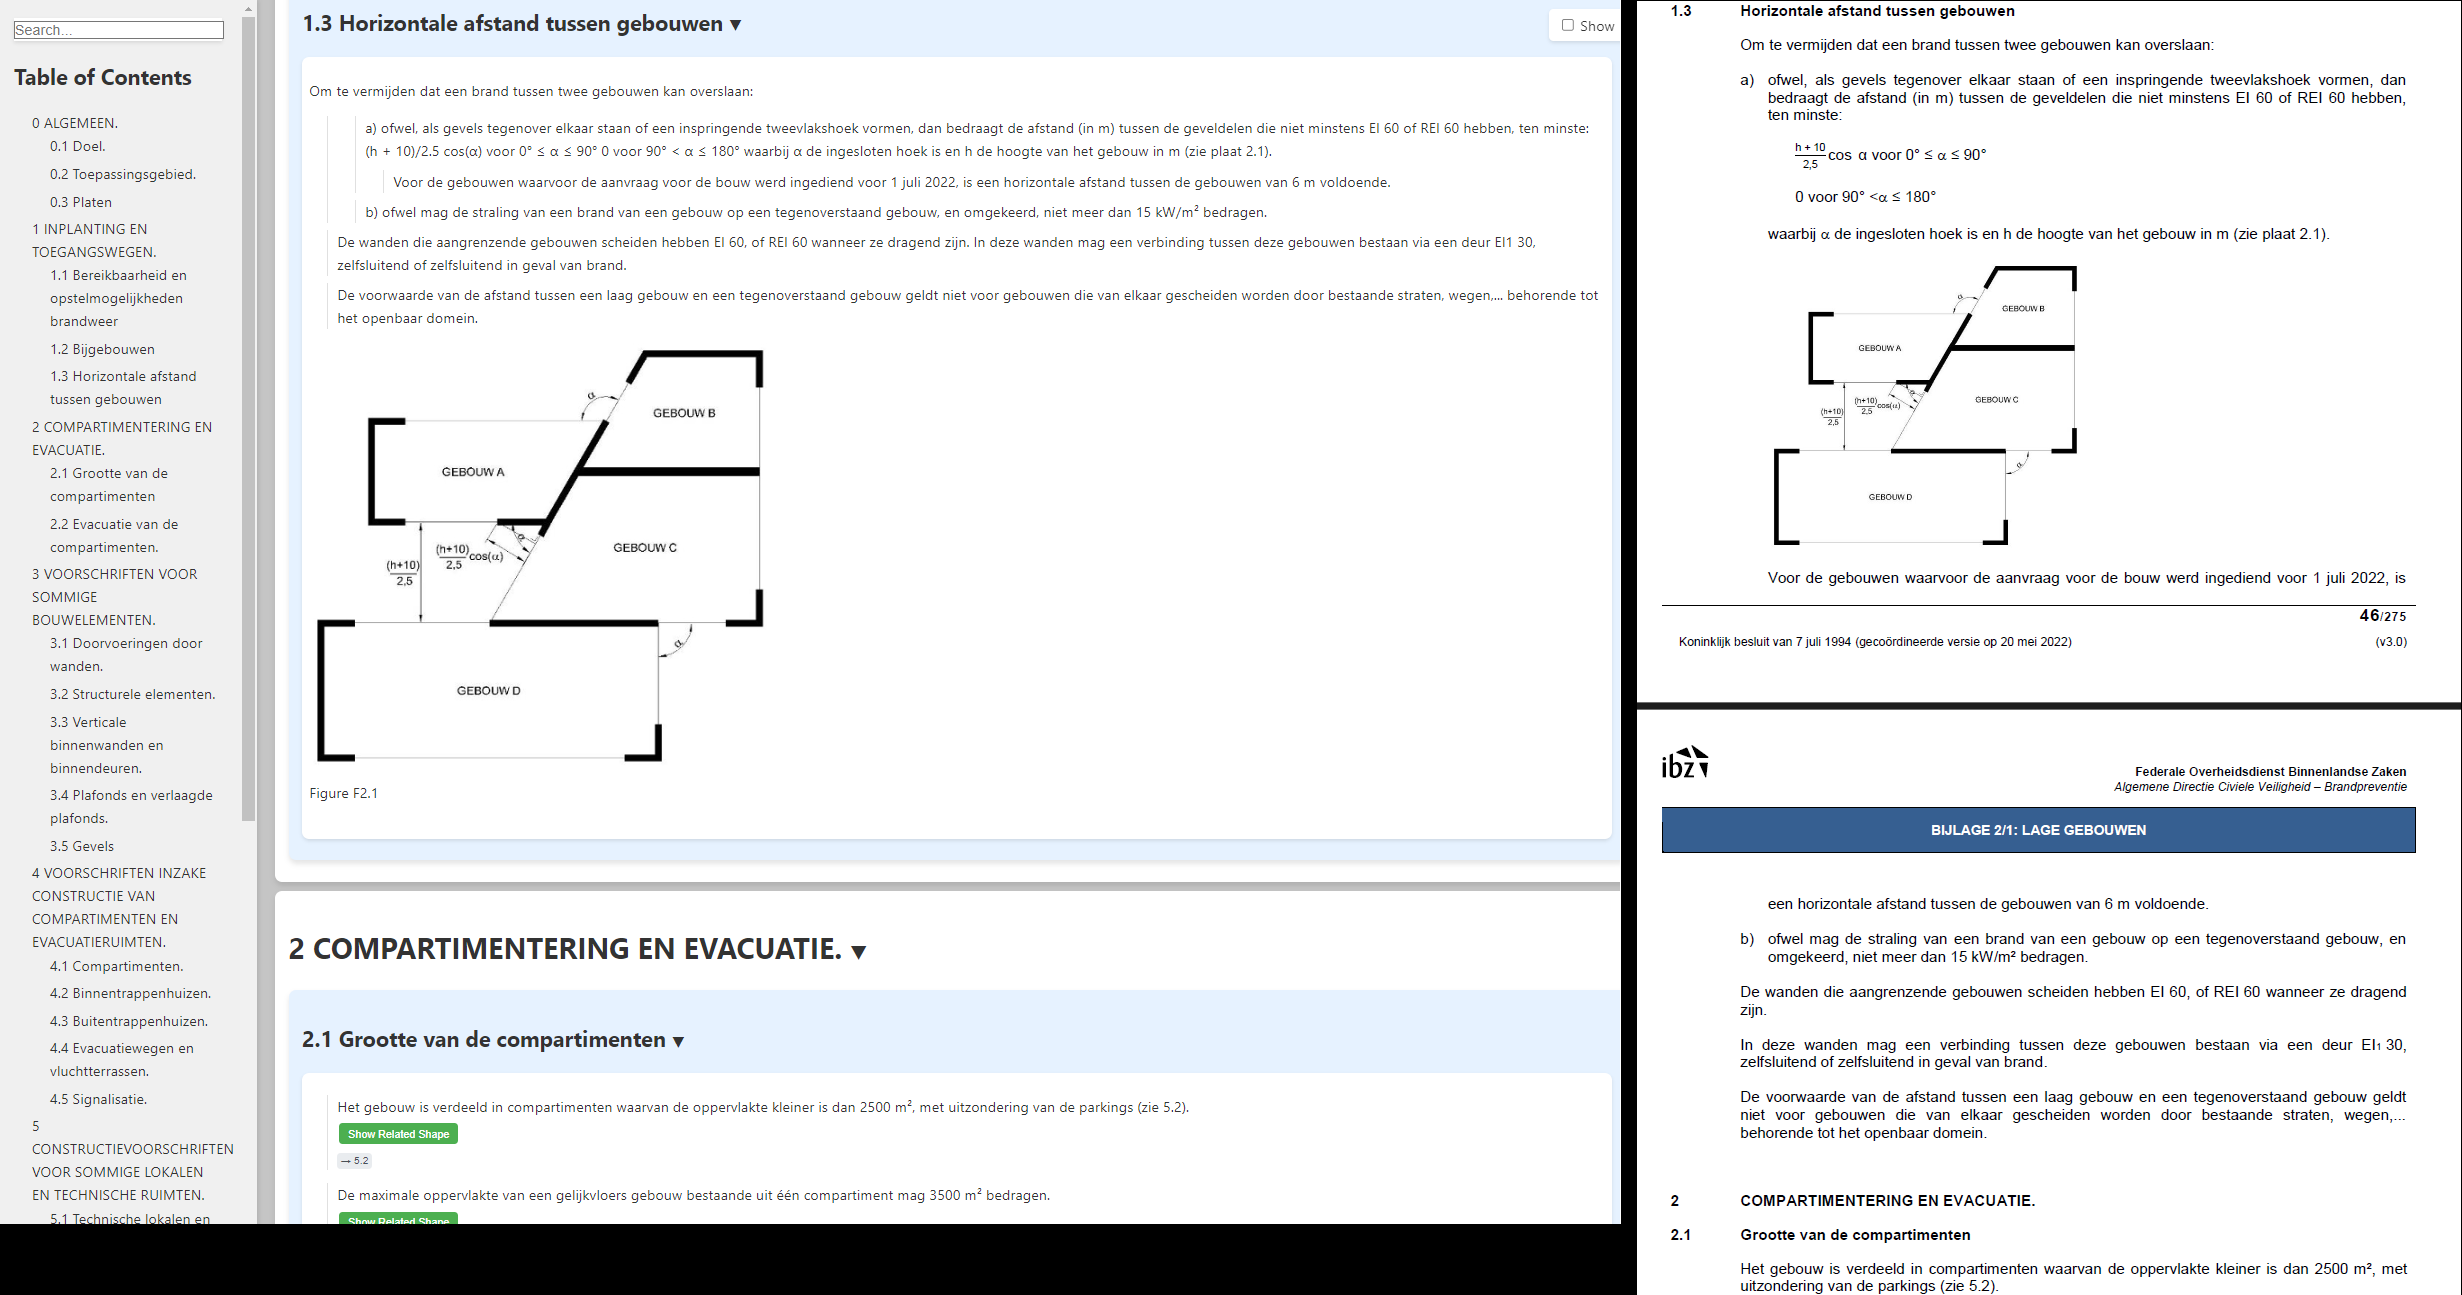 Search...
Table of Contents
0 ALGEMEEN.
0.1 Doel.
0.2 Toepassingsgebied.
0.3 Platen
1 INPLANTING EN
TOEGANGSWEGEN.
1.1 Bereikbaarheid en
opstelmogelijkheden
brandweer
1.2 Bijgebouwen
1.3 Horizontale afstand
tussen gebouwen
2 COMPARTIMENTERING EN
EVACUATIE.
2.1 Grootte van de
compartimenten
2.2 Evacuatie van de
compartimenten.
3 VOORSCHRIFTEN VOOR
SOMMIGE
BOUWELEMENTEN.
3.1 Doorvoeringen door
wanden.
3.2 Structurele elementen.
3.3 Verticale
binnenwanden en
binnendeuren.
3.4 Plafonds en verlaagde
plafonds.
3.5 Gevels
4 VOORSCHRIFTEN INZAKE
CONSTRUCTIE VAN
COMPARTIMENTEN EN
EVACUATIERUIMTEN.
4.1 Compartimenten.
4.2 Binnentrappenhuizen.
4.3 Buitentrappenhuizen.
4.4 Evacuatiewegen en
vluchtterrassen.
4.5 Signalisatie.
5
CONSTRUCTIEVOORSCHRIFTEN
VOOR SOMMIGE LOKALEN
EN TECHNISCHE RUIMTEN.
5.1 Technische lokalen en
1.3 Horizontale afstand tussen gebouwen ▼
Show
Om te vermijden dat een brand tussen twee gebouwen kan overslaan:
a) ofwel, als gevels tegenover elkaar staan of een inspringende tweevlakshoek vormen, dan bedraagt de afstand (in m) tussen de geveldelen die niet minstens EI 60 of REI 60 hebben, ten minste:
(h + 10)/2.5 cos(α) voor 0° ≤ α ≤ 90° 0 voor 90° < α ≤ 180° waarbij α de ingesloten hoek is en h de hoogte van het gebouw in m (zie plaat 2.1).
Voor de gebouwen waarvoor de aanvraag voor de bouw werd ingediend voor 1 juli 2022, is een horizontale afstand tussen de gebouwen van 6 m voldoende.
b) ofwel mag de straling van een brand van een gebouw op een tegenoverstaand gebouw, en omgekeerd, niet meer dan 15 kW/m² bedragen.
De wanden die aangrenzende gebouwen scheiden hebben EI 60, of REI 60 wanneer ze dragend zijn. In deze wanden mag een verbinding tussen deze gebouwen bestaan via een deur EI1 30,
zelfsluitend of zelfsluitend in geval van brand.
De voorwaarde van de afstand tussen een laag gebouw en een tegenoverstaand gebouw geldt niet voor gebouwen die van elkaar gescheiden worden door bestaande straten, wegen,... behorende tot
het openbaar domein.
α
GEBOUW B
GEBOUW A
α
GEBOUW C
(h+10)
2,5
cos(α)
(h+10)
2,5
α
GEBOUW D
Figure F2.1
2 COMPARTIMENTERING EN EVACUATIE. ▼
2.1 Grootte van de compartimenten ▼
Het gebouw is verdeeld in compartimenten waarvan de oppervlakte kleiner is dan 2500 m², met uitzondering van de parkings (zie 5.2).
Show Related Shape
→ 5.2
De maximale oppervlakte van een gelijkvloers gebouw bestaande uit één compartiment mag 3500 m² bedragen.
Show Related Shape
1.3 Horizontale afstand tussen gebouwen
Om te vermijden dat een brand tussen twee gebouwen kan overslaan:
a) ofwel, als gevels tegenover elkaar staan of een inspringende tweevlakshoek vormen, dan
bedraagt de afstand (in m) tussen de geveldelen die niet minstens EI 60 of REI 60 hebben,
ten minste:
h + 10
2,5
cos α voor 0° ≤ α ≤ 90°
0 voor 90° <α ≤ 180°
waarbij α de ingesloten hoek is en h de hoogte van het gebouw in m (zie plaat 2.1).
α
GEBOUW B
GEBOUW A
α
GEBOUW C
(h+10)
2,5
cos(α)
(h+10)
2,5
α
GEBOUW D
Voor de gebouwen waarvoor de aanvraag voor de bouw werd ingediend voor 1 juli 2022, is
46/275
Koninklijk besluit van 7 juli 1994 (gecoördineerde versie op 20 mei 2022) (v3.0)
ibz
Federale Overheidsdienst Binnenlandse Zaken
Algemene Directie Civiele Veiligheid – Brandpreventie
BIJLAGE 2/1: LAGE GEBOUWEN
een horizontale afstand tussen de gebouwen van 6 m voldoende.
b) ofwel mag de straling van een brand van een gebouw op een tegenoverstaand gebouw, en
omgekeerd, niet meer dan 15 kW/m² bedragen.
De wanden die aangrenzende gebouwen scheiden hebben EI 60, of REI 60 wanneer ze dragend
zijn.
In deze wanden mag een verbinding tussen deze gebouwen bestaan via een deur EI₁ 30,
zelfsluitend of zelfsluitend in geval van brand.
De voorwaarde van de afstand tussen een laag gebouw en een tegenoverstaand gebouw geldt
niet voor gebouwen die van elkaar gescheiden worden door bestaande straten, wegen,...
behorende tot het openbaar domein.
2 COMPARTIMENTERING EN EVACUATIE.
2.1 Grootte van de compartimenten
Het gebouw is verdeeld in compartimenten waarvan de oppervlakte kleiner is dan 2500 m², met
uitzondering van de parkings (zie 5.2).